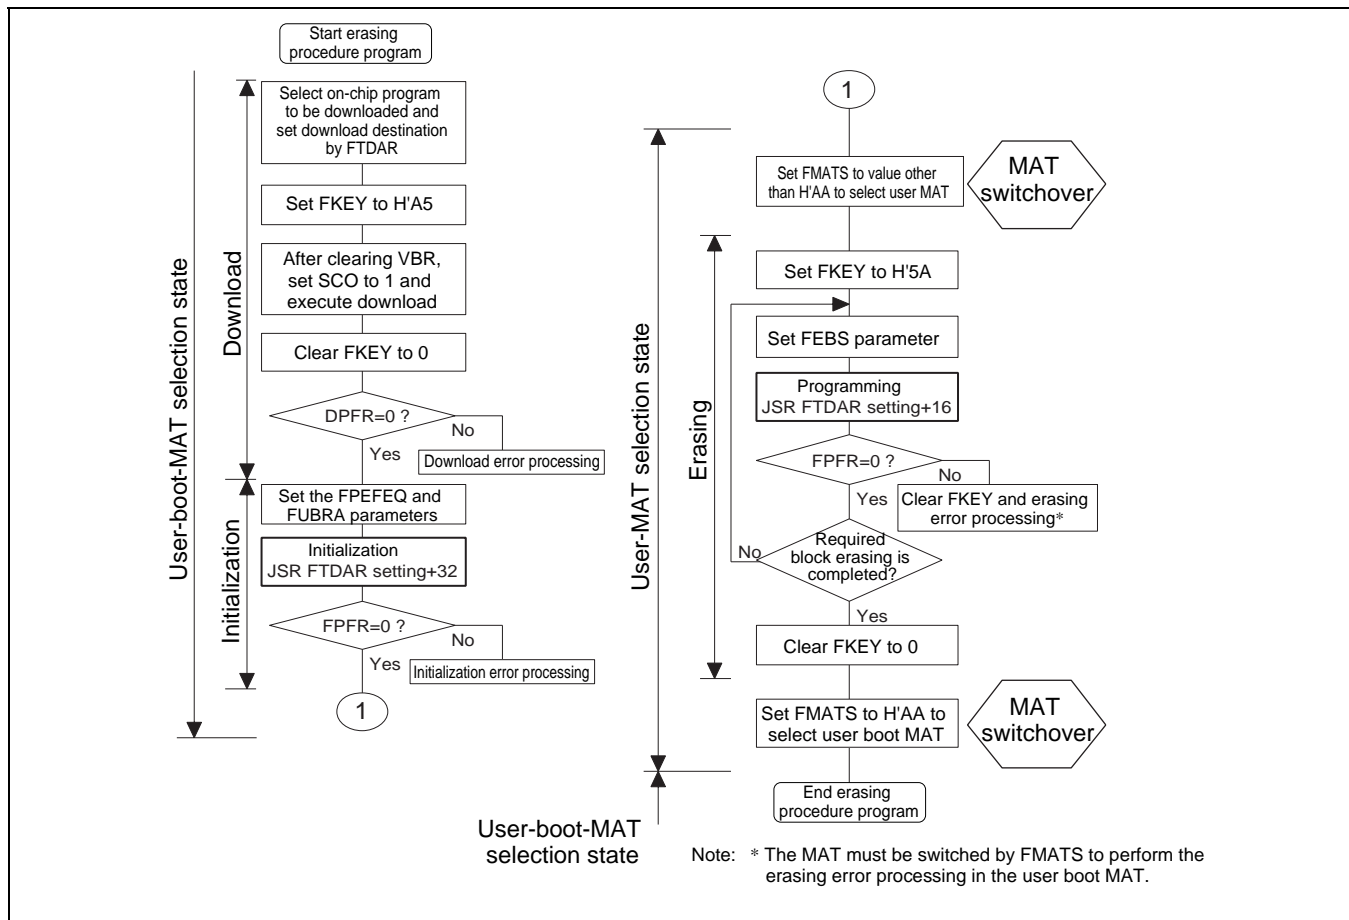 Start erasing
procedure program
User-boot-MAT selection state
Download
Select on-chip program
to be downloaded and
set download destination
by FTDAR
Set FKEY to H'A5
After clearing VBR,
set SCO to 1 and
execute download
Clear FKEY to 0
DPFR=0 ?
No
Yes
Download error processing
Initialization
Set the FPEFEQ and
FUBRA parameters
Initialization
JSR FTDAR setting+32
FPFR=0 ?
No
Yes
Initialization error processing
1
1
User-MAT selection state
Set FMATS to value other
than H'AA to select user MAT
MAT
switchover
Erasing
Set FKEY to H'5A
Set FEBS parameter
Programming
JSR FTDAR setting+16
FPFR=0 ?
No
Yes
Clear FKEY and erasing
error processing*
Required
block erasing is
completed?
No
Yes
Clear FKEY to 0
Set FMATS to H'AA to
select user boot MAT
MAT
switchover
End erasing
procedure program
User-boot-MAT
selection state
Note: * The MAT must be switched by FMATS to perform the
erasing error processing in the user boot MAT.